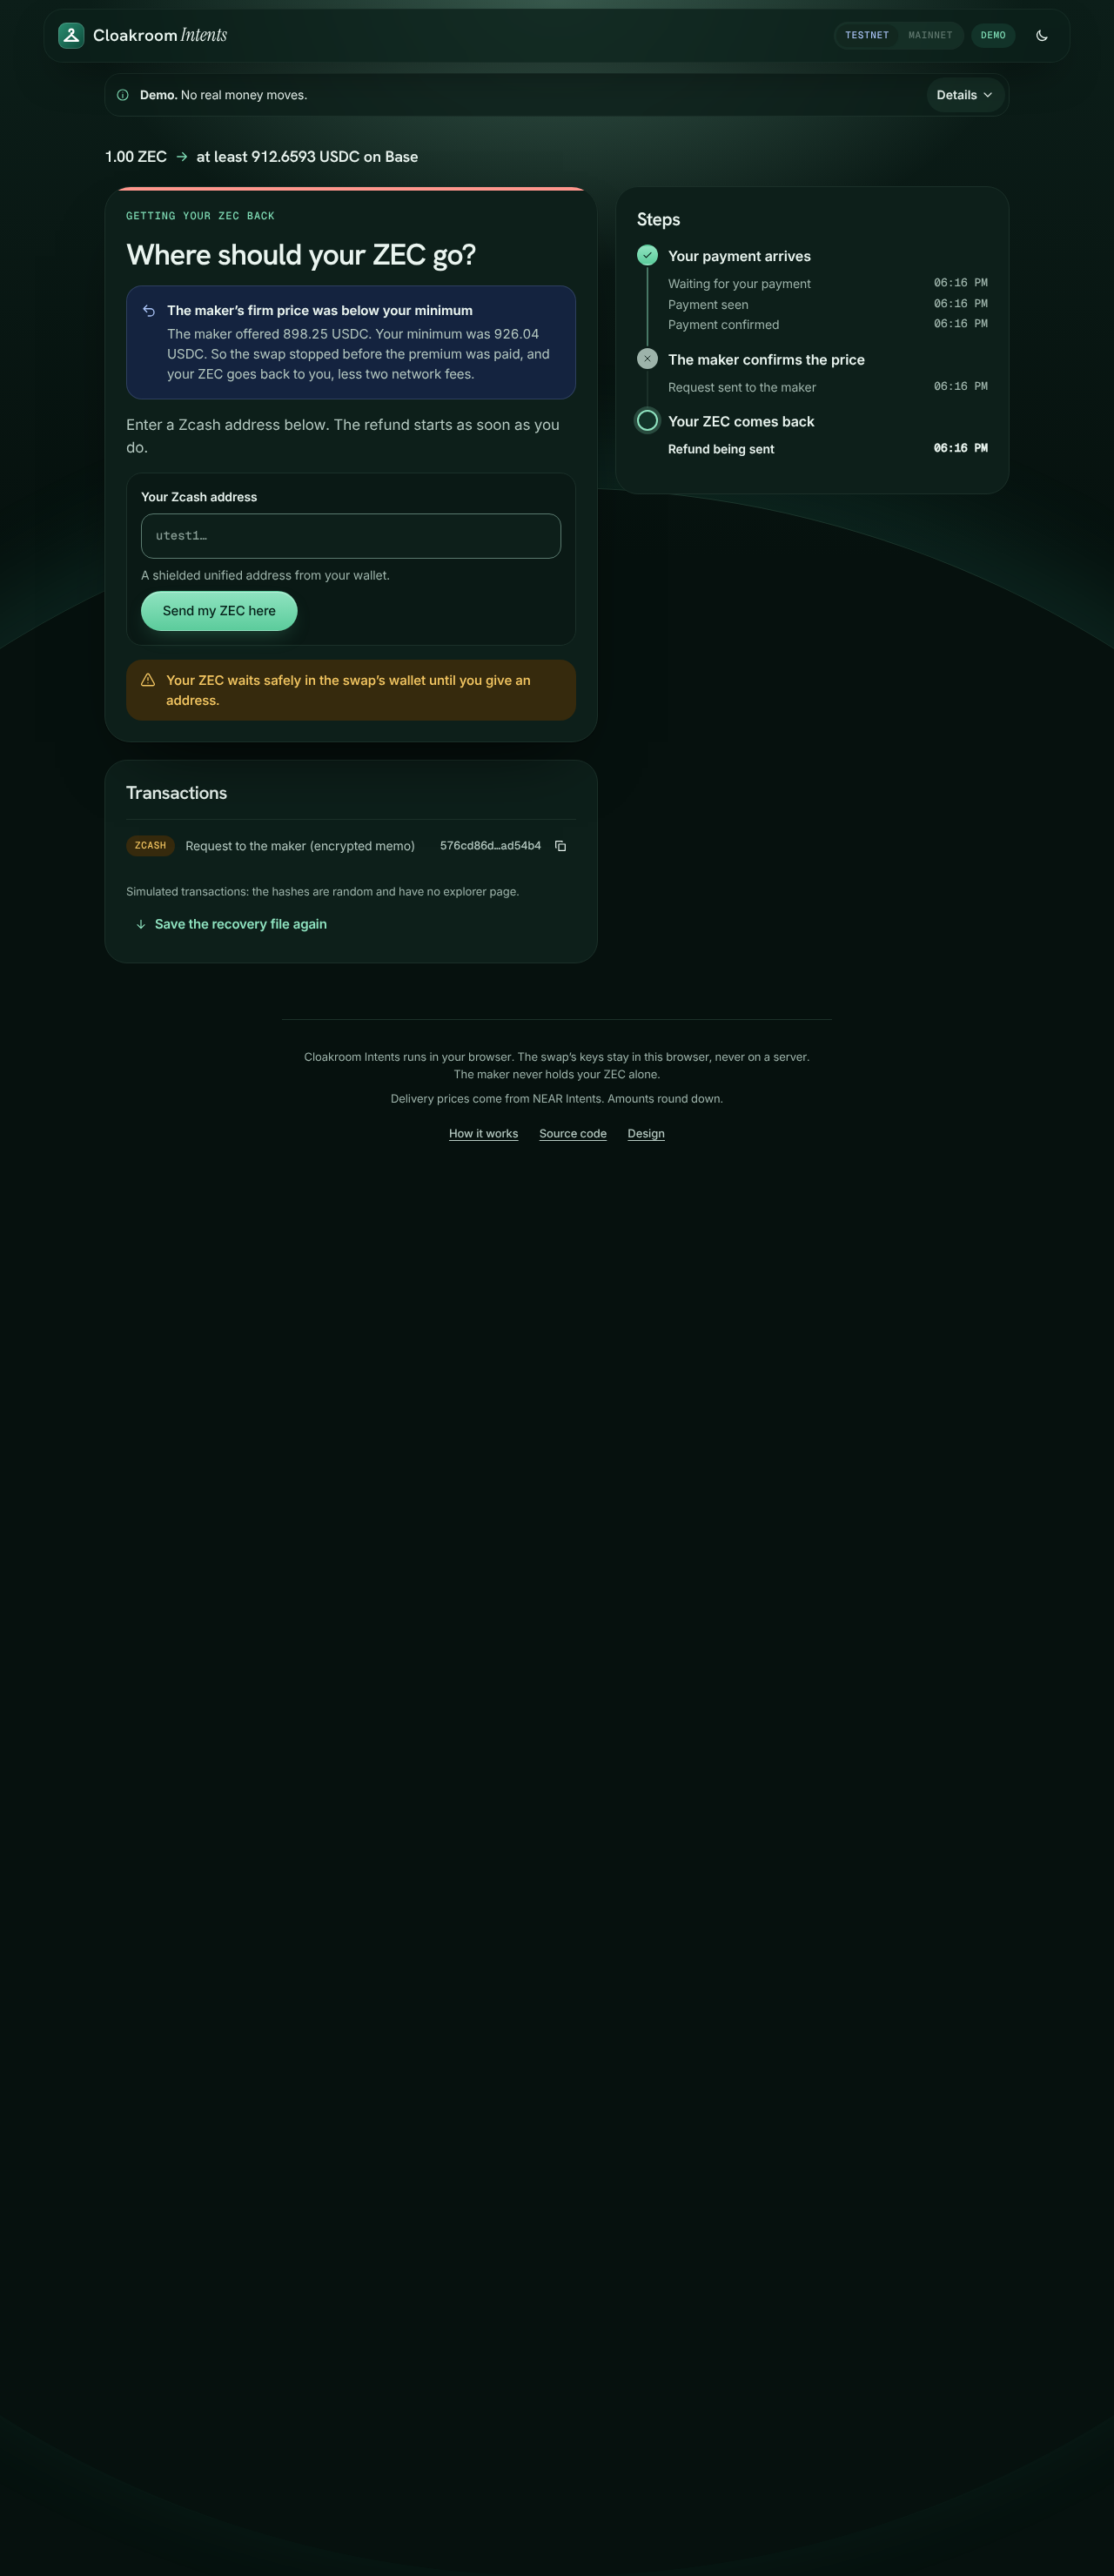 Cloakroom Intents
TESTNET MAINNET DEMO
Demo. No real money moves.
Details
1.00 ZEC → at least 912.6593 USDC on Base
GETTING YOUR ZEC BACK
Where should your ZEC go?
The maker’s firm price was below your minimum
The maker offered 898.25 USDC. Your minimum was 926.04
USDC. So the swap stopped before the premium was paid, and
your ZEC goes back to you, less two network fees.
Enter a Zcash address below. The refund starts as soon as you
do.
Your Zcash address
utest1…
A shielded unified address from your wallet.
Send my ZEC here
Your ZEC waits safely in the swap’s wallet until you give an
address.
Steps
Your payment arrives
Waiting for your payment 06:16 PM
Payment seen 06:16 PM
Payment confirmed 06:16 PM
The maker confirms the price
Request sent to the maker 06:16 PM
Your ZEC comes back
Refund being sent 06:16 PM
Transactions
ZCASH Request to the maker (encrypted memo) 576cd86d…ad54b4
Simulated transactions: the hashes are random and have no explorer page.
Save the recovery file again
Cloakroom Intents runs in your browser. The swap’s keys stay in this browser, never on a server.
The maker never holds your ZEC alone.
Delivery prices come from NEAR Intents. Amounts round down.
How it works Source code Design